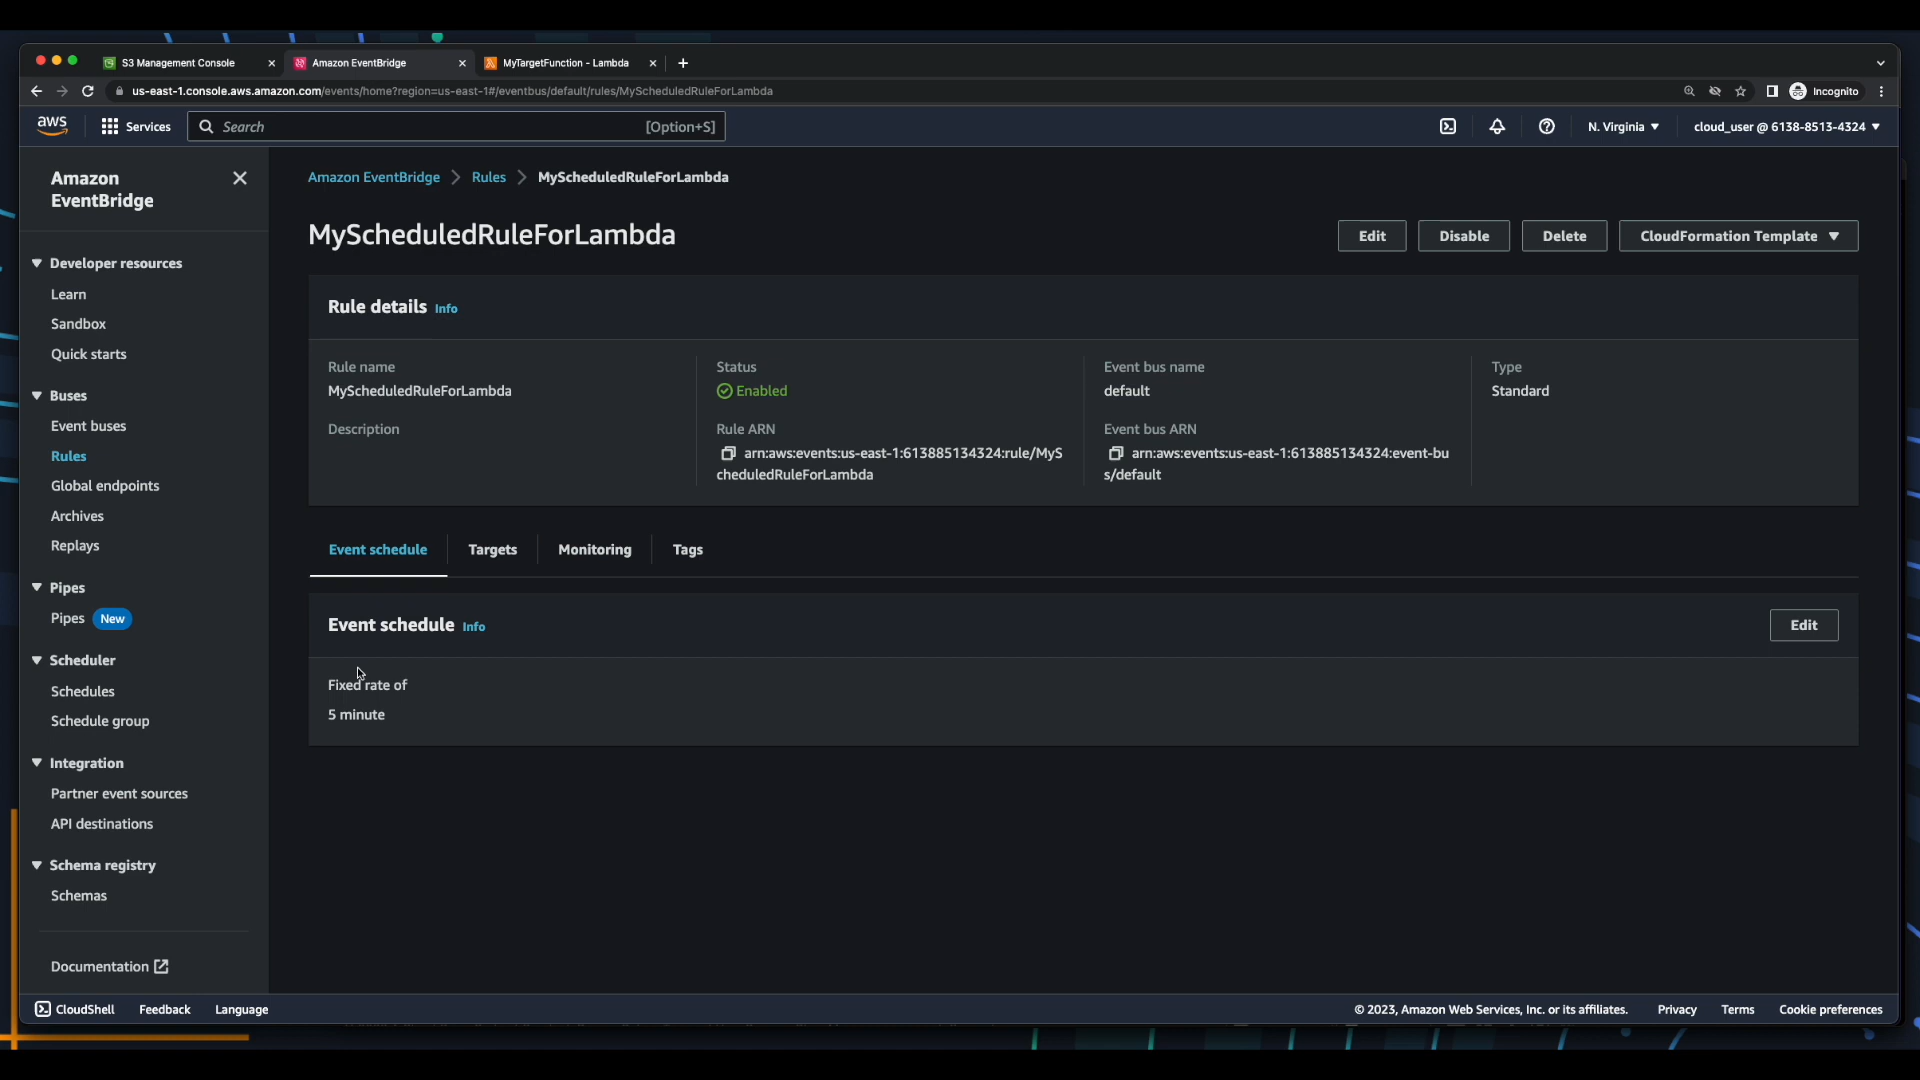 S3 Management Console
Amazon EventBridge
MyTargetFunction - Lambda
us-east-1.console.aws.amazon.com/events/home?region=us-east-1#/eventbus/default/rules/MyScheduledRuleForLambda
Incognito
aws
Services
Search
[Option+S]
N. Virginia
cloud_user @ 6138-8513-4324
Amazon
EventBridge
Developer resources
Learn
Sandbox
Quick starts
Buses
Event buses
Rules
Global endpoints
Archives
Replays
Pipes
Pipes New
Scheduler
Schedules
Schedule group
Integration
Partner event sources
API destinations
Schema registry
Schemas
Documentation
Amazon EventBridge > Rules > MyScheduledRuleForLambda
MyScheduledRuleForLambda
Edit
Disable
Delete
CloudFormation Template
Rule details Info
Rule name
MyScheduledRuleForLambda
Description
Status
Enabled
Rule ARN
arn:aws:events:us-east-1:613885134324:rule/MyS
cheduledRuleForLambda
Event bus name
default
Event bus ARN
arn:aws:events:us-east-1:613885134324:event-bu
s/default
Type
Standard
Event schedule
Targets
Monitoring
Tags
Event schedule Info
Edit
Fixed rate of
5 minute
CloudShell
Feedback
Language
© 2023, Amazon Web Services, Inc. or its affiliates.
Privacy
Terms
Cookie preferences